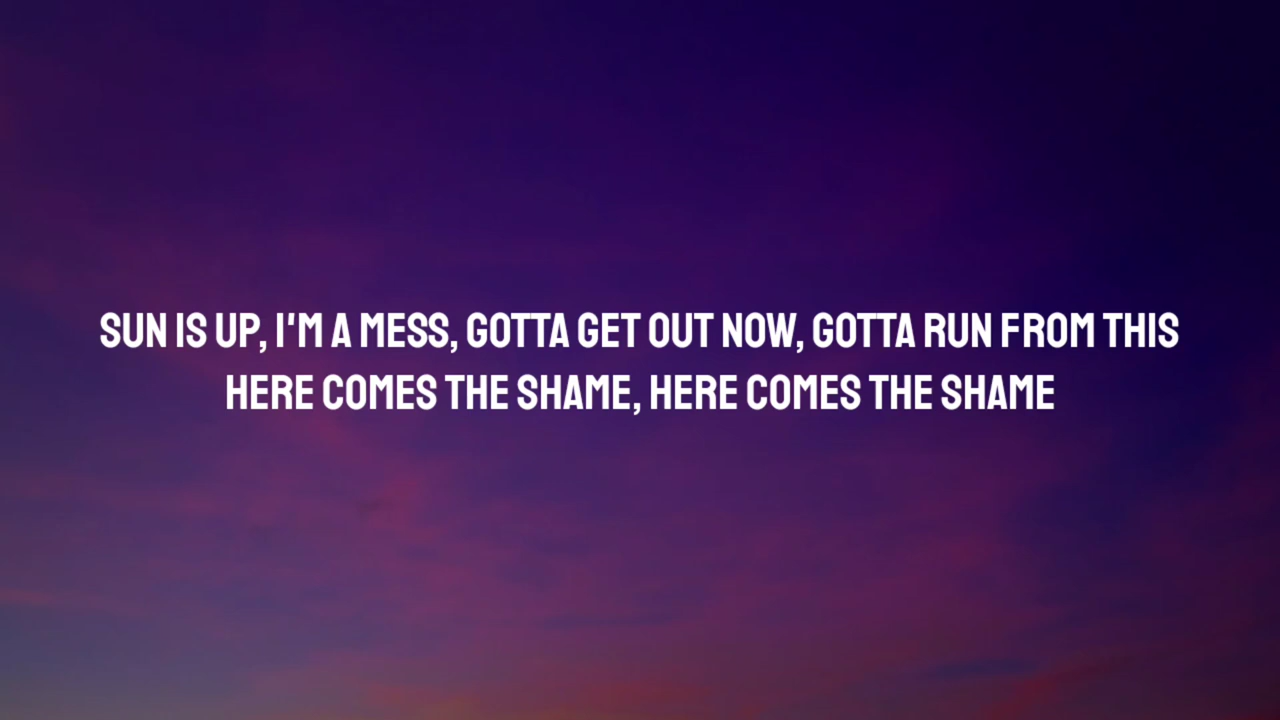 SUN IS UP, I'M A MESS, GOTTA GET OUT NOW, GOTTA RUN FROM THIS
HERE COMES THE SHAME, HERE COMES THE SHAME